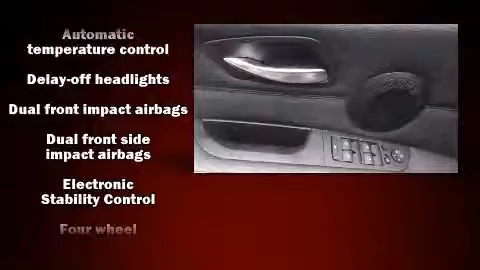 Automatic
temperature control
Delay-off headlights
Dual front impact airbags
Dual front side
impact airbags
Electronic
Stability Control
Four wheel